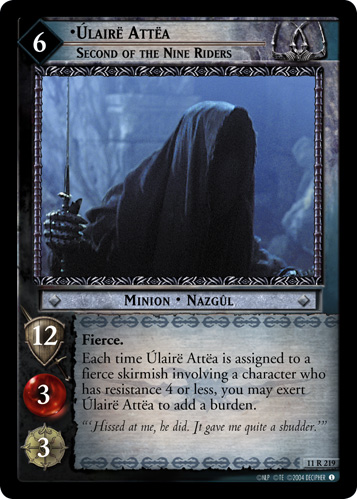 6
•Úlairë Attëa
Second of the Nine Riders
Minion • Nazgûl
12
3
3
Fierce.
Each time Úlairë Attëa is assigned to a
fierce skirmish involving a character who
has resistance 4 or less, you may exert
Úlairë Attëa to add a burden.
“‘Hissed at me, he did. It gave me quite a shudder.’”
11 R 219
©NLP ©TE ©2004 DECIPHER